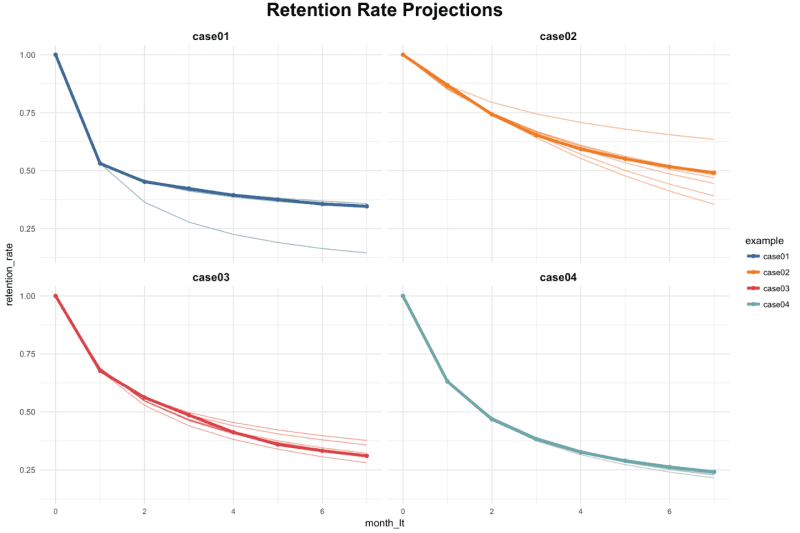 Retention Rate Projections
case01 case02
1.00
0.75
0.50
0.25
case03 case04
1.00
0.75
0.50
0.25
0 2 4 6 0 2 4 6
month_lt
retention_rate
example
case01
case02
case03
case04